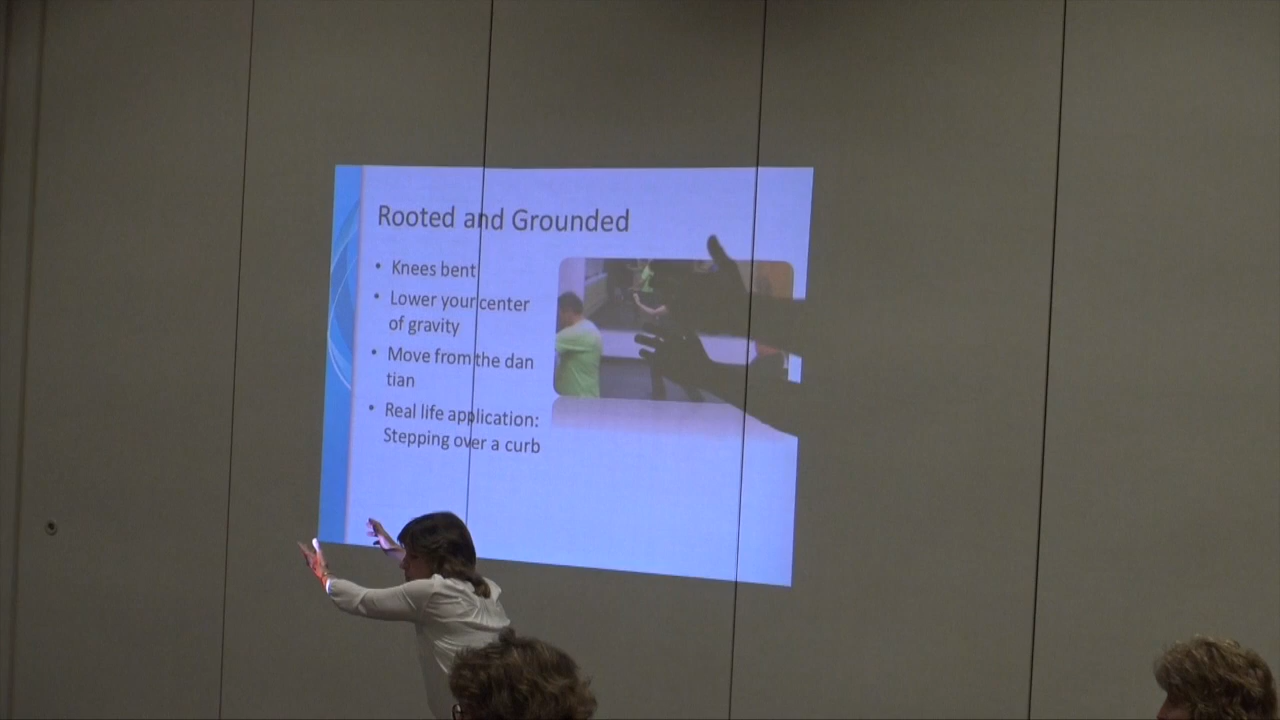 Rooted and Grounded
• Knees bent
• Lower your center
of gravity
• Move from the dan
tian
• Real life application:
Stepping over a curb